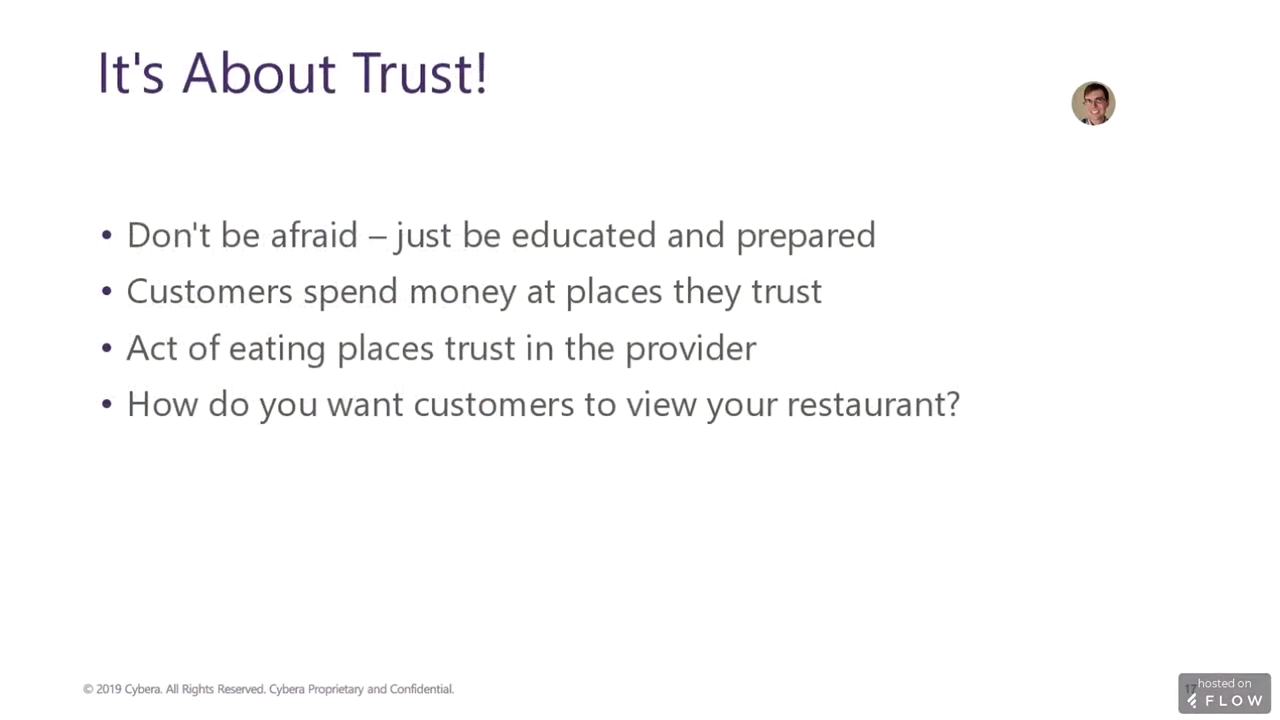 It's About Trust!
• Don't be afraid – just be educated and prepared
• Customers spend money at places they trust
• Act of eating places trust in the provider
• How do you want customers to view your restaurant?
© 2019 Cybera. All Rights Reserved. Cybera Proprietary and Confidential.
17
hosted on
FLOW